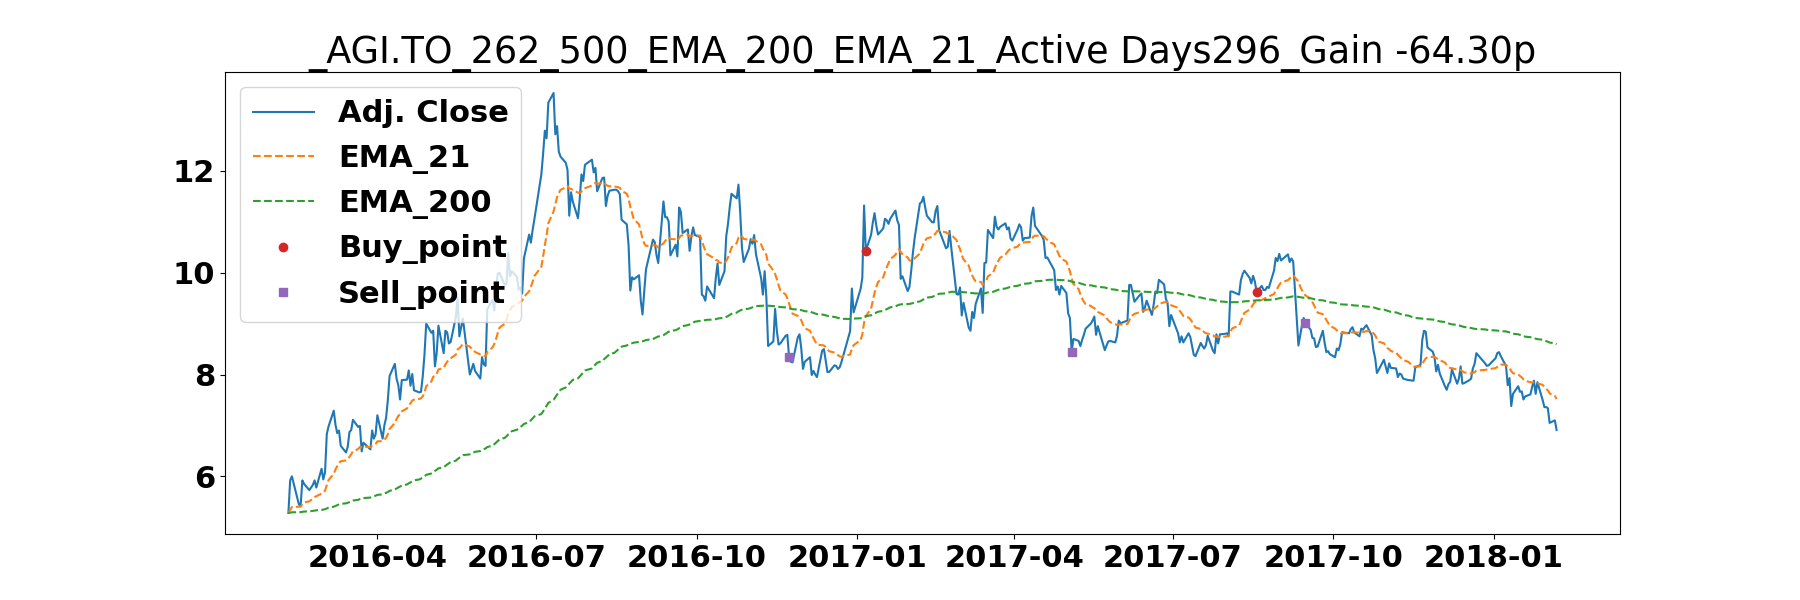 _AGI.TO_262_500_EMA_200_EMA_21_Active Days296_Gain -64.30p
Adj. Close
EMA_21
EMA_200
Buy_point
Sell_point
12
10
8
6
2016-04 2016-07 2016-10 2017-01 2017-04 2017-07 2017-10 2018-01